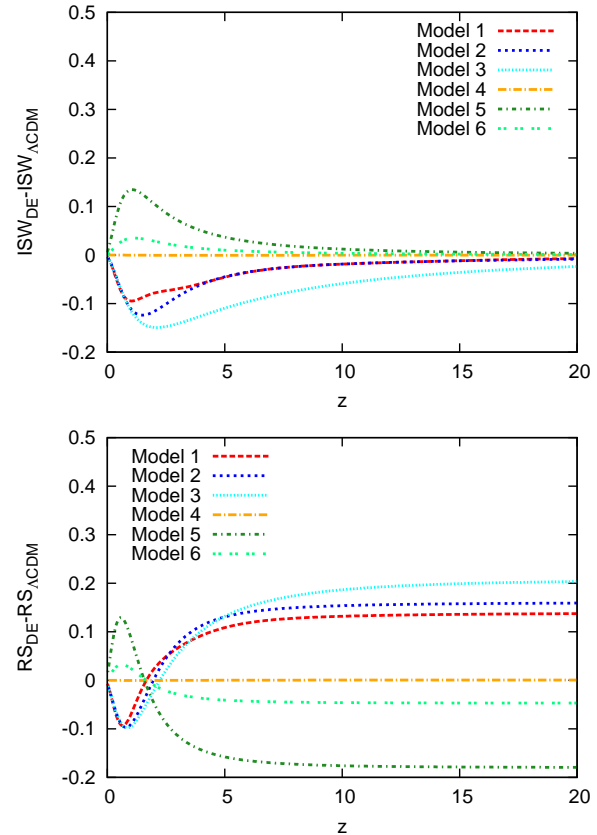 0.5
0.4
0.3
0.2
0.1
0
-0.1
-0.2
ISW_DE-ISW_ΛCDM
Model 1
Model 2
Model 3
Model 4
Model 5
Model 6
0 5 10 15 20
z
0.5
0.4
0.3
0.2
0.1
0
-0.1
-0.2
RS_DE-RS_ΛCDM
Model 1
Model 2
Model 3
Model 4
Model 5
Model 6
0 5 10 15 20
z